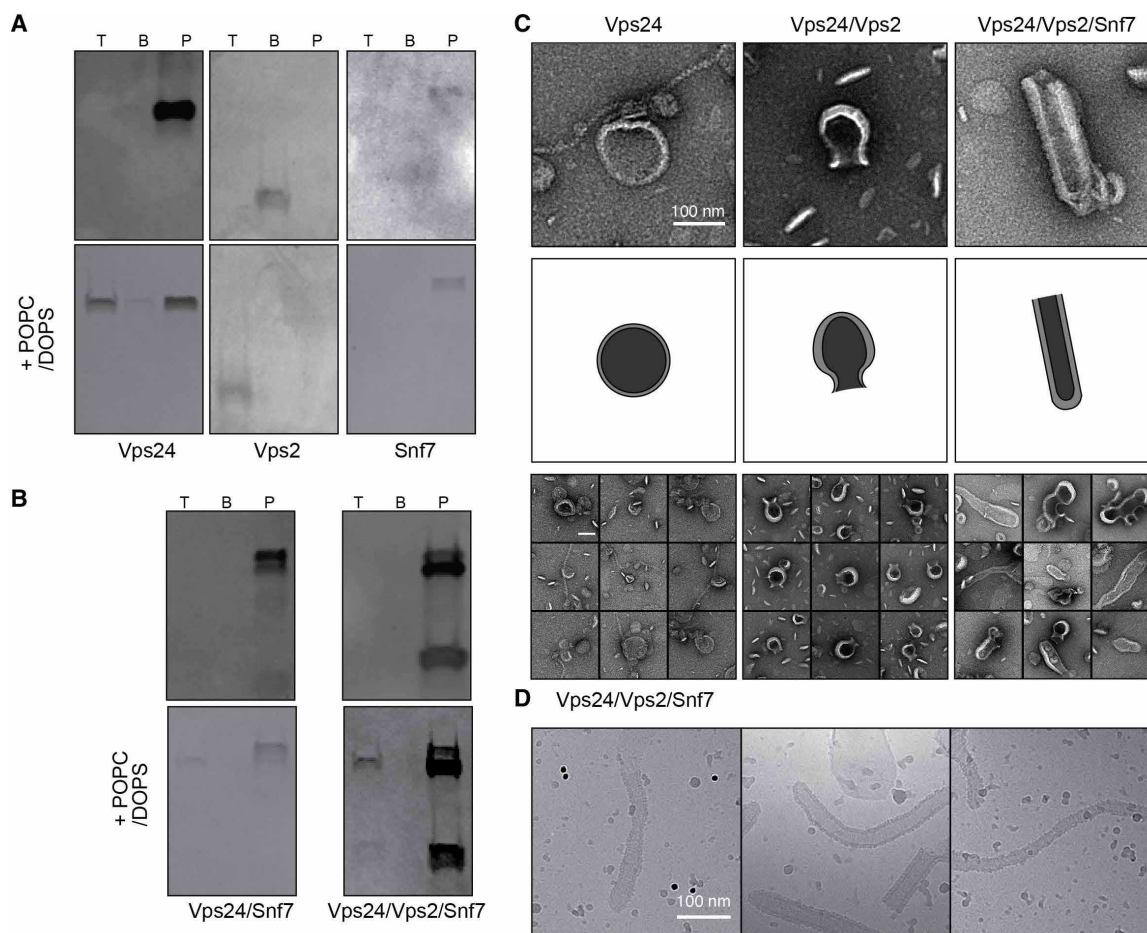 A
T B P T B P T B P
+ POPC
/DOPS
Vps24 Vps2 Snf7
B
T B P T B P
+ POPC
/DOPS
Vps24/Snf7 Vps24/Vps2/Snf7
C
Vps24 Vps24/Vps2 Vps24/Vps2/Snf7
100 nm
D Vps24/Vps2/Snf7
100 nm